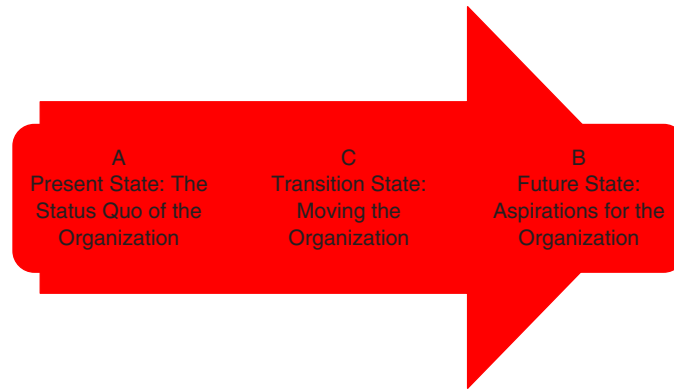 A
Present State: The
Status Quo of the
Organization
C
Transition State:
Moving the
Organization
B
Future State:
Aspirations for the
Organization